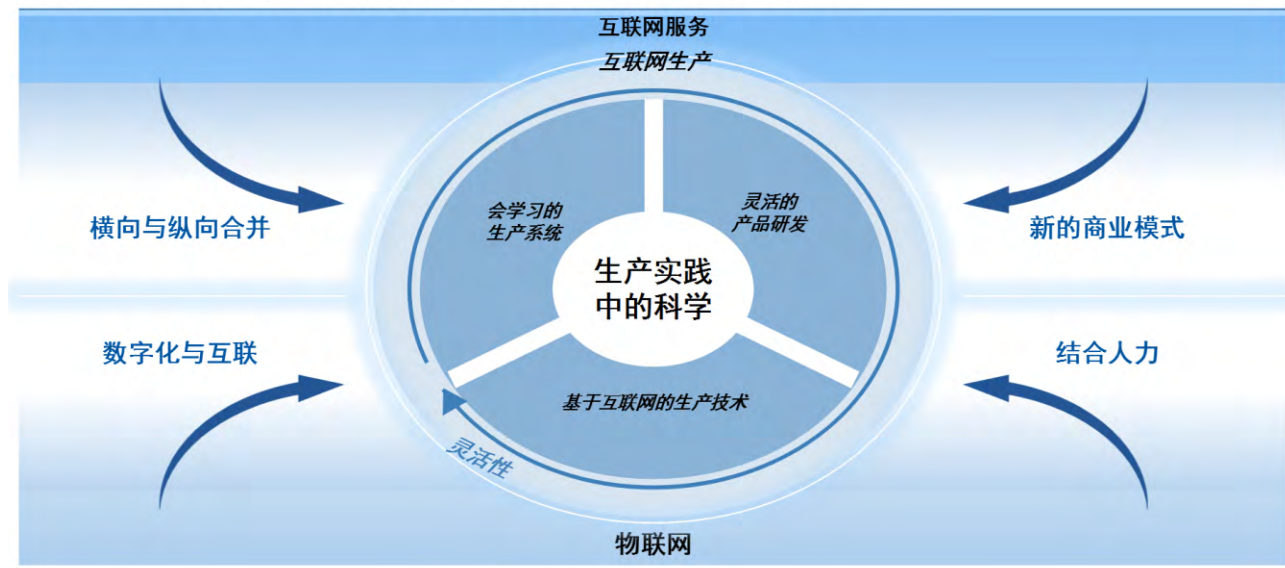 互联网服务
互联网生产
会学习的
生产系统
灵活的
产品研发
横向与纵向合并
新的商业模式
生产实践
中的科学
数字化与互联
结合人力
基于互联网的生产技术
灵活性
物联网